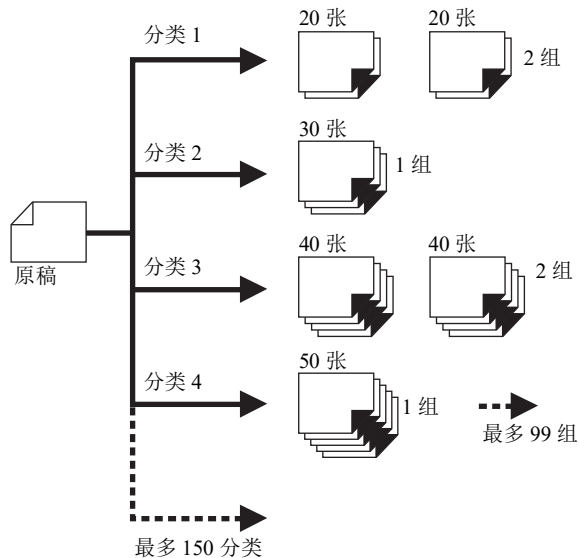 分类 1
20 张
20 张
2 组
分类 2
30 张
1 组
原稿
分类 3
40 张
40 张
2 组
分类 4
50 张
1 组
最多 99 组
最多 150 分类